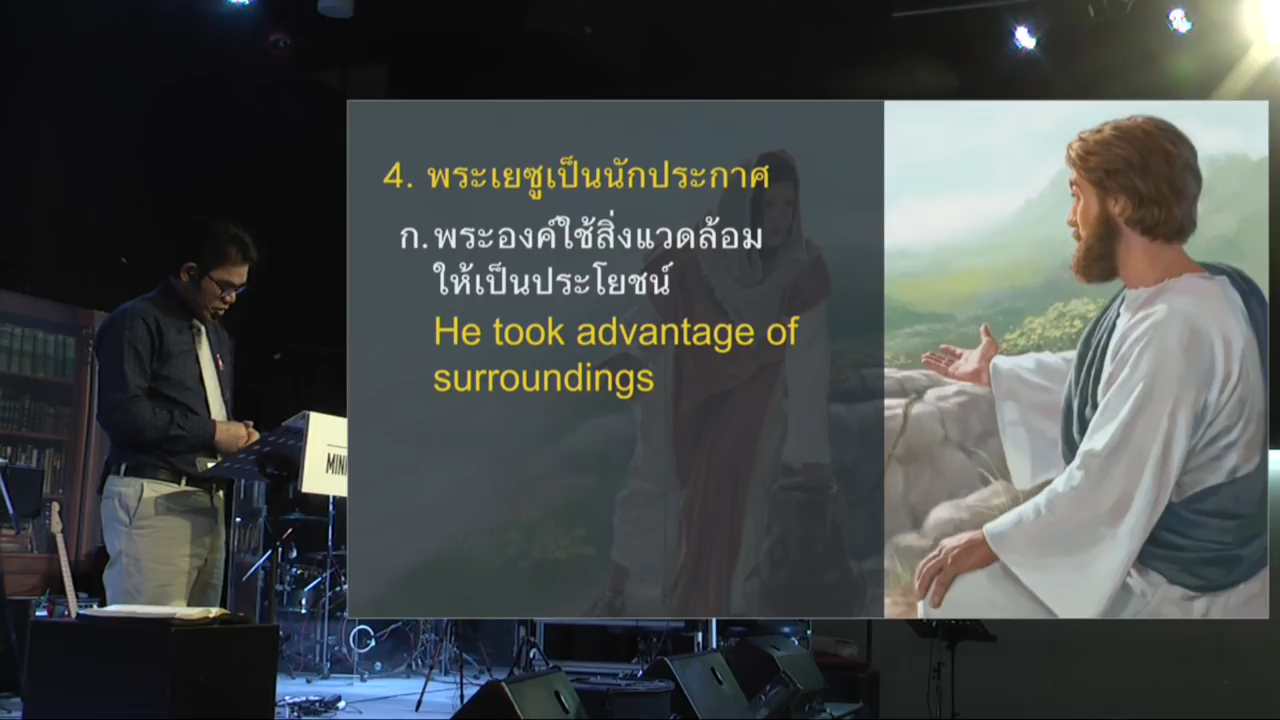 4. พระเยซูเป็นนักประกาศ
ก. พระองค์ใช้สิ่งแวดล้อม
ให้เป็นประโยชน์
He took advantage of
surroundings
MINI